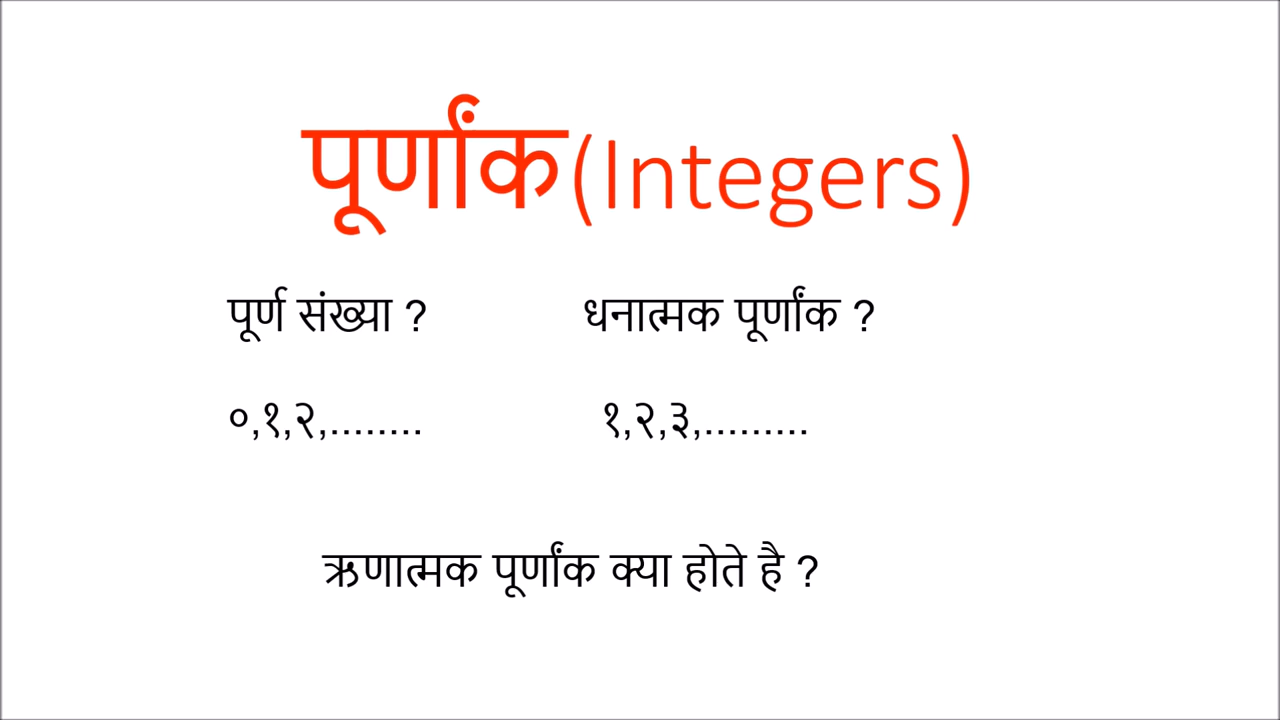 पूर्णांक(Integers)
पूर्ण संख्या ? धनात्मक पूर्णांक ?
०,१,२,........ १,२,३,.........
ऋणात्मक पूर्णांक क्या होते है ?